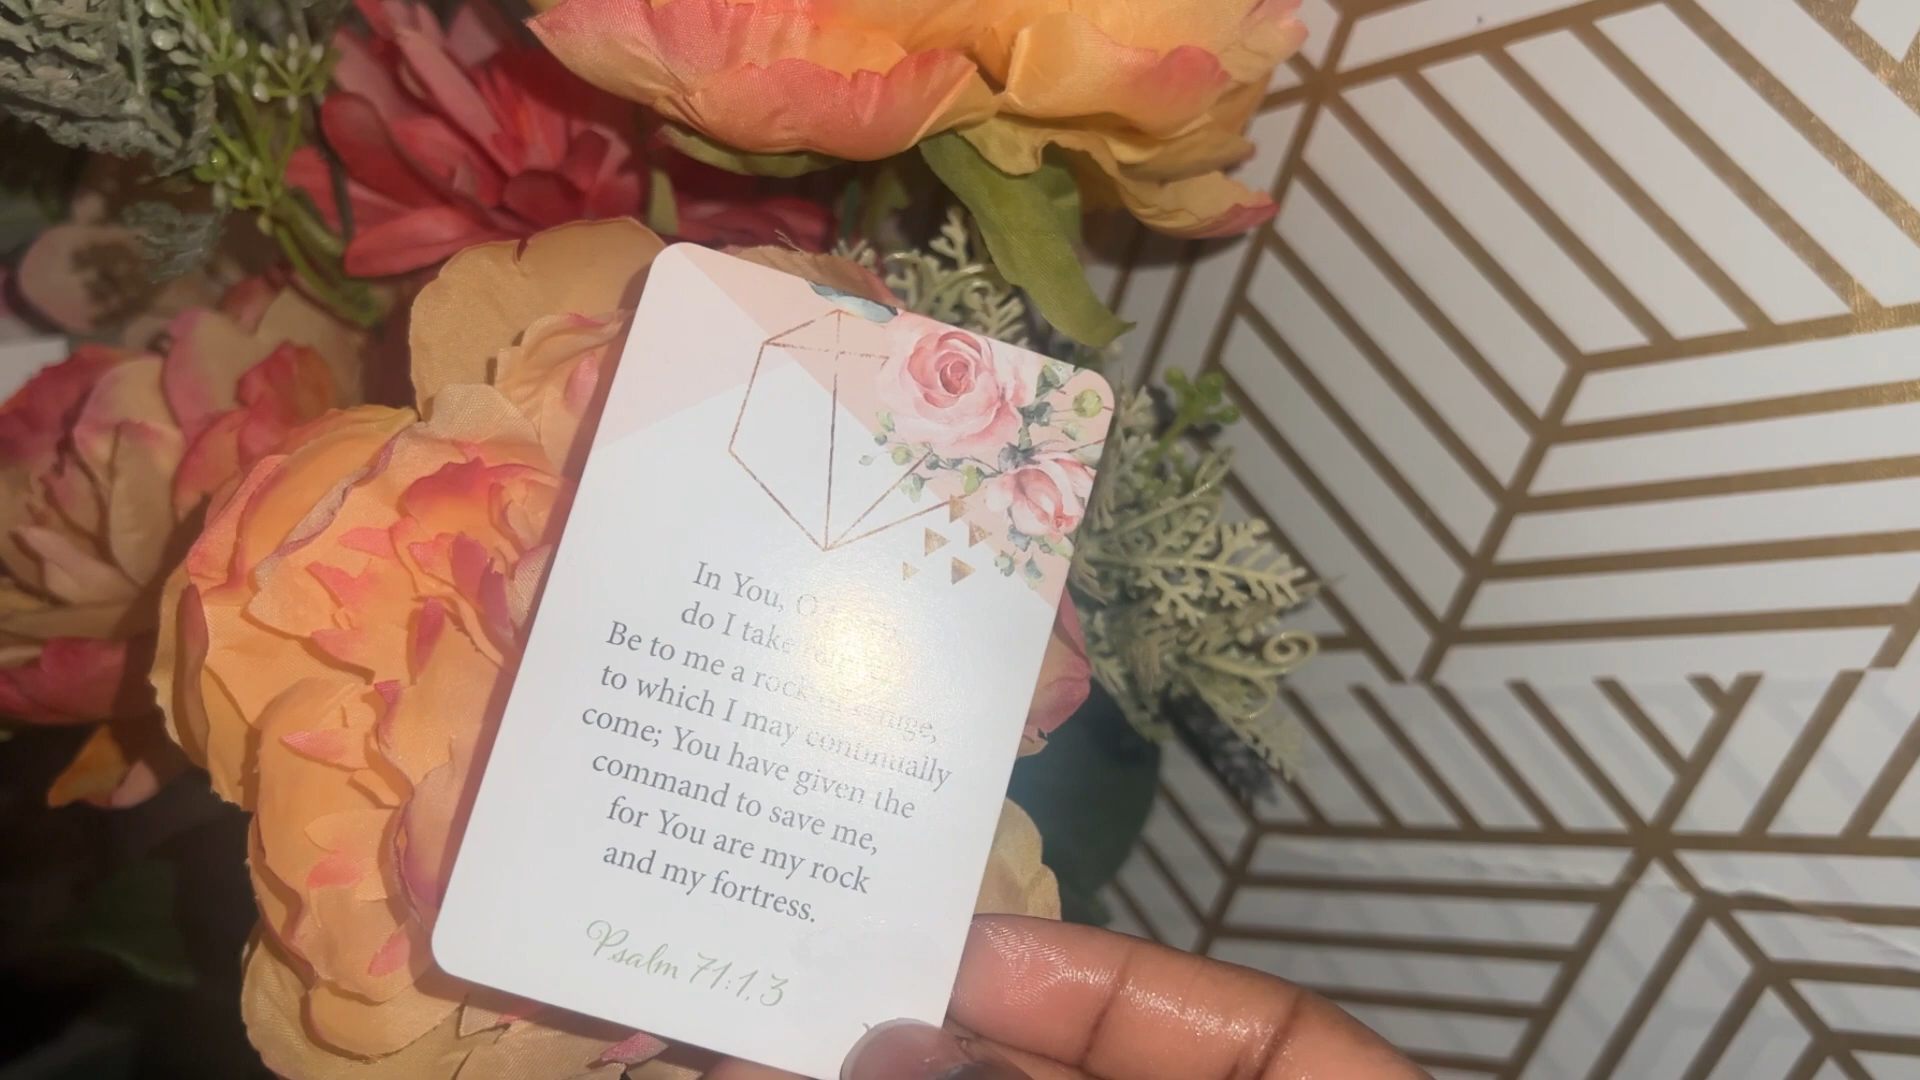 In You, O
do I take
Be to me a rock refuge,
to which I may continually
come; You have given the
command to save me,
for You are my rock
and my fortress.
Psalm 71:1,3